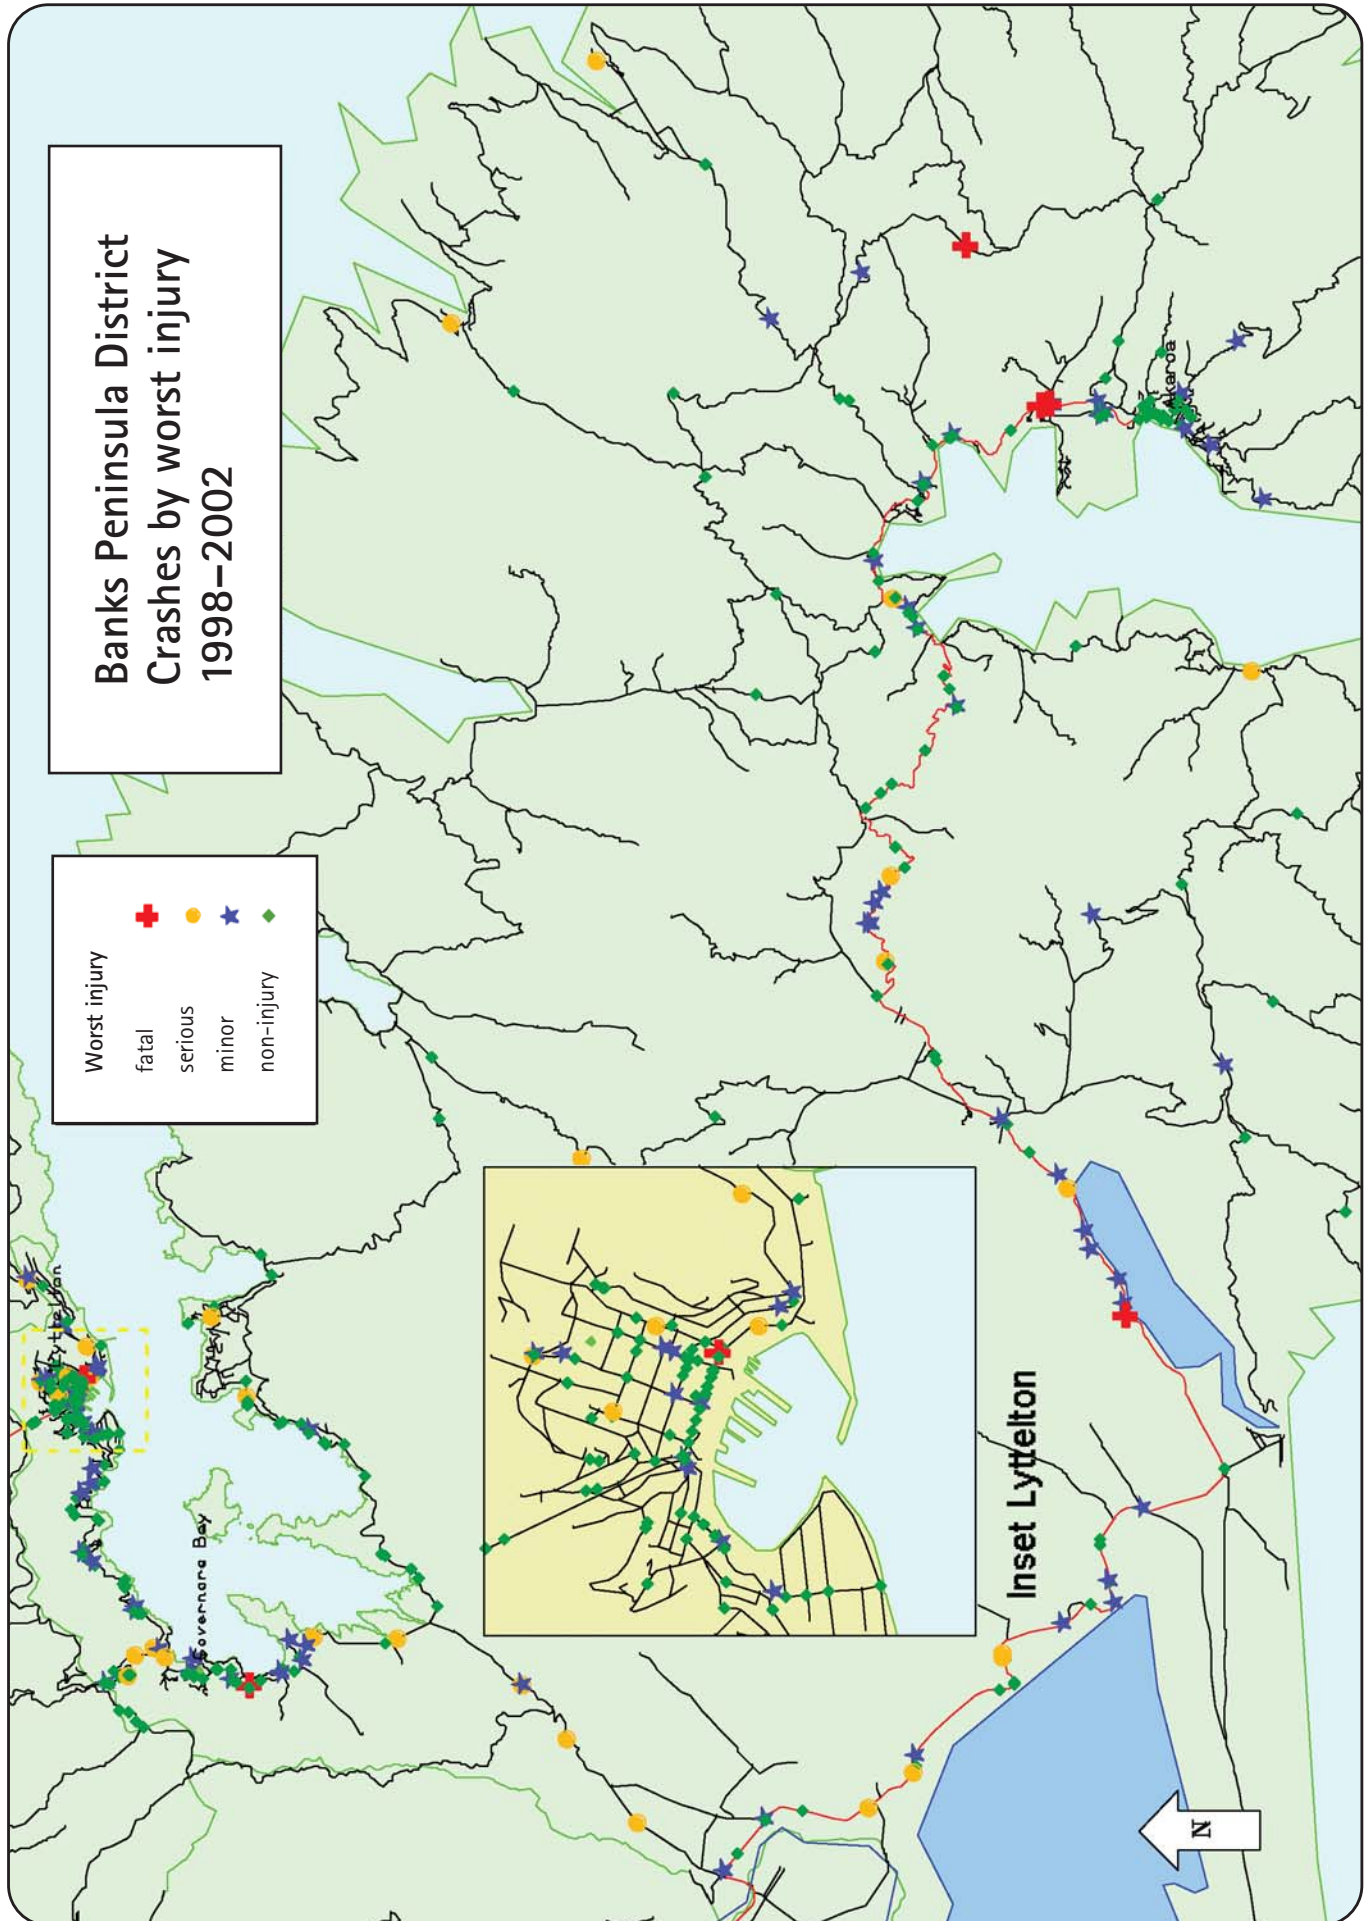 Banks Peninsula District
Crashes by worst injury
1998–2002
Worst injury
fatal
serious
minor
non-injury
Lyttelton
Governors Bay
Akaroa
Inset Lyttelton
N